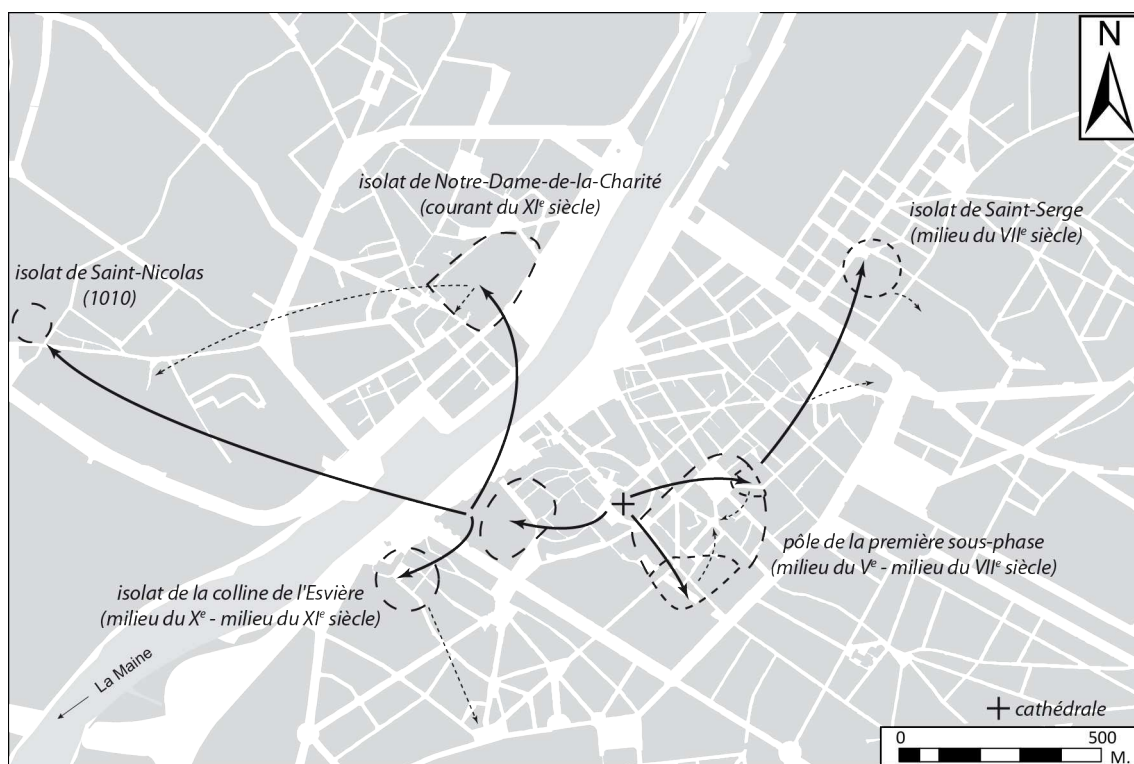 N
isolat de Notre-Dame-de-la-Charité
(courant du XIe siècle)
isolat de Saint-Serge
(milieu du VIIe siècle)
isolat de Saint-Nicolas
(1010)
pôle de la première sous-phase
(milieu du Ve - milieu du VIIe siècle)
isolat de la colline de l'Esvière
(milieu du Xe - milieu du XIe siècle)
La Maine
cathédrale
0 500
M.